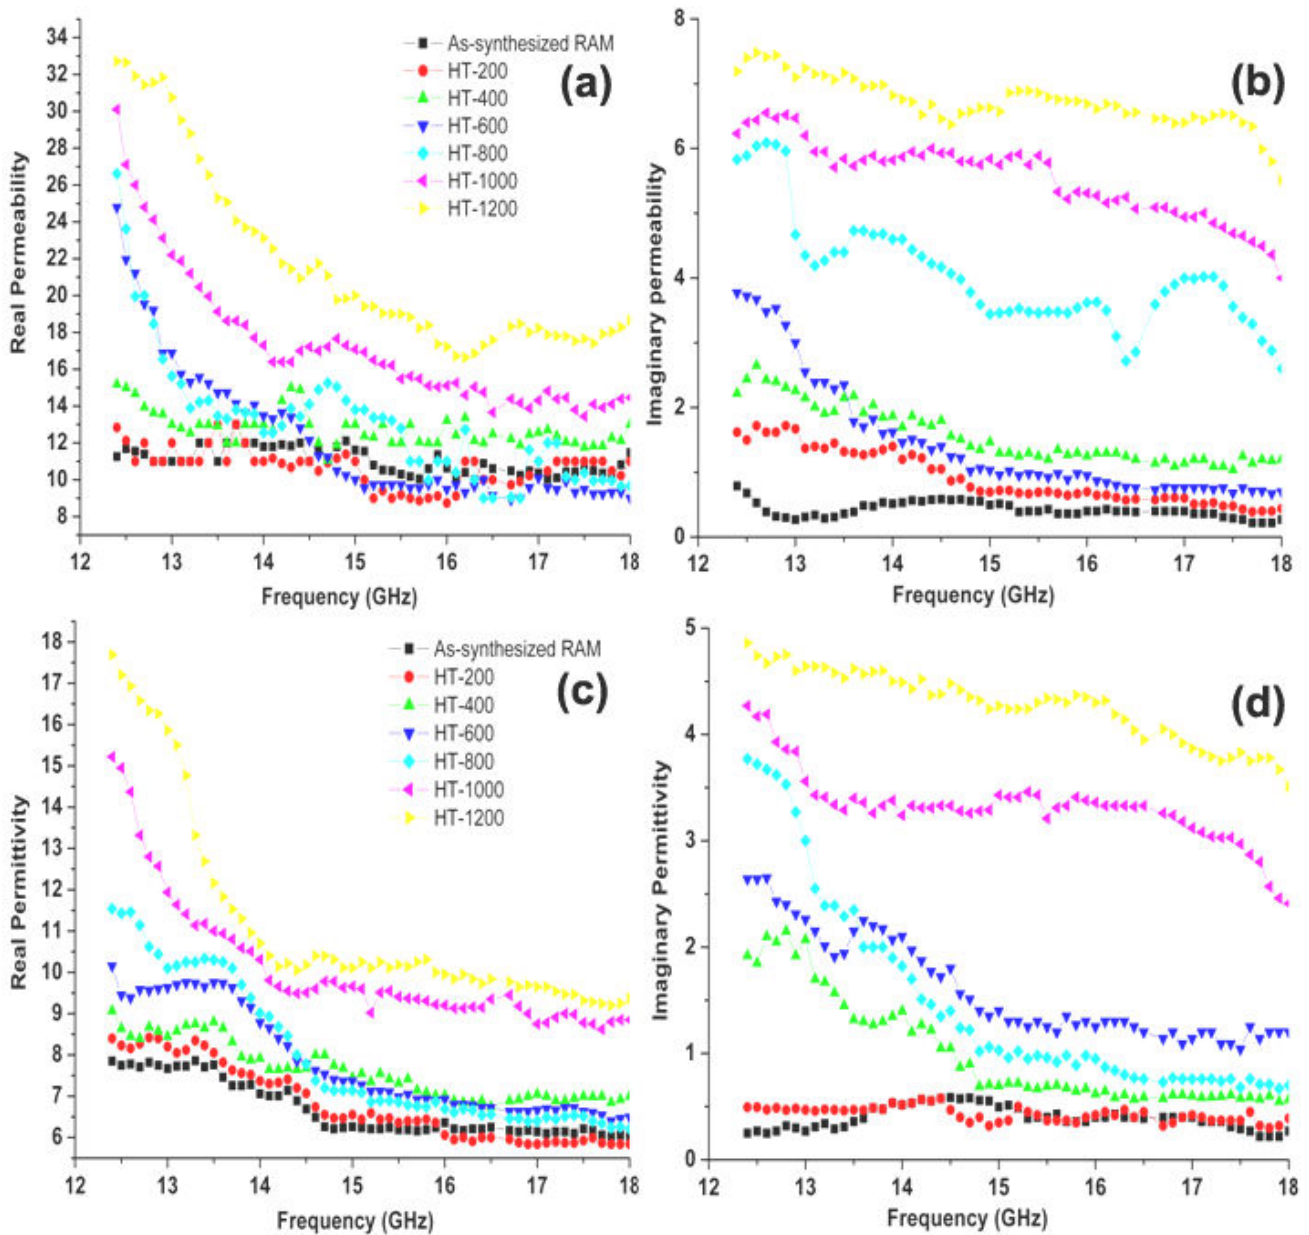 34
32
30
28
26
24
22
20
18
16
14
12
10
8
Real Permeability
As-synthesized RAM
HT-200
HT-400
HT-600
HT-800
HT-1000
HT-1200
(a)
12 13 14 15 16 17 18
Frequency (GHz)
8
6
4
2
0
Imaginary permeability
(b)
12 13 14 15 16 17 18
Frequency (GHz)
18
17
16
15
14
13
12
11
10
9
8
7
6
Real Permittivity
As-synthesized RAM
HT-200
HT-400
HT-600
HT-800
HT-1000
HT-1200
(c)
12 13 14 15 16 17 18
Frequency (GHz)
5
4
3
2
1
0
Imaginary Permittivity
(d)
12 13 14 15 16 17 18
Frequency (GHz)